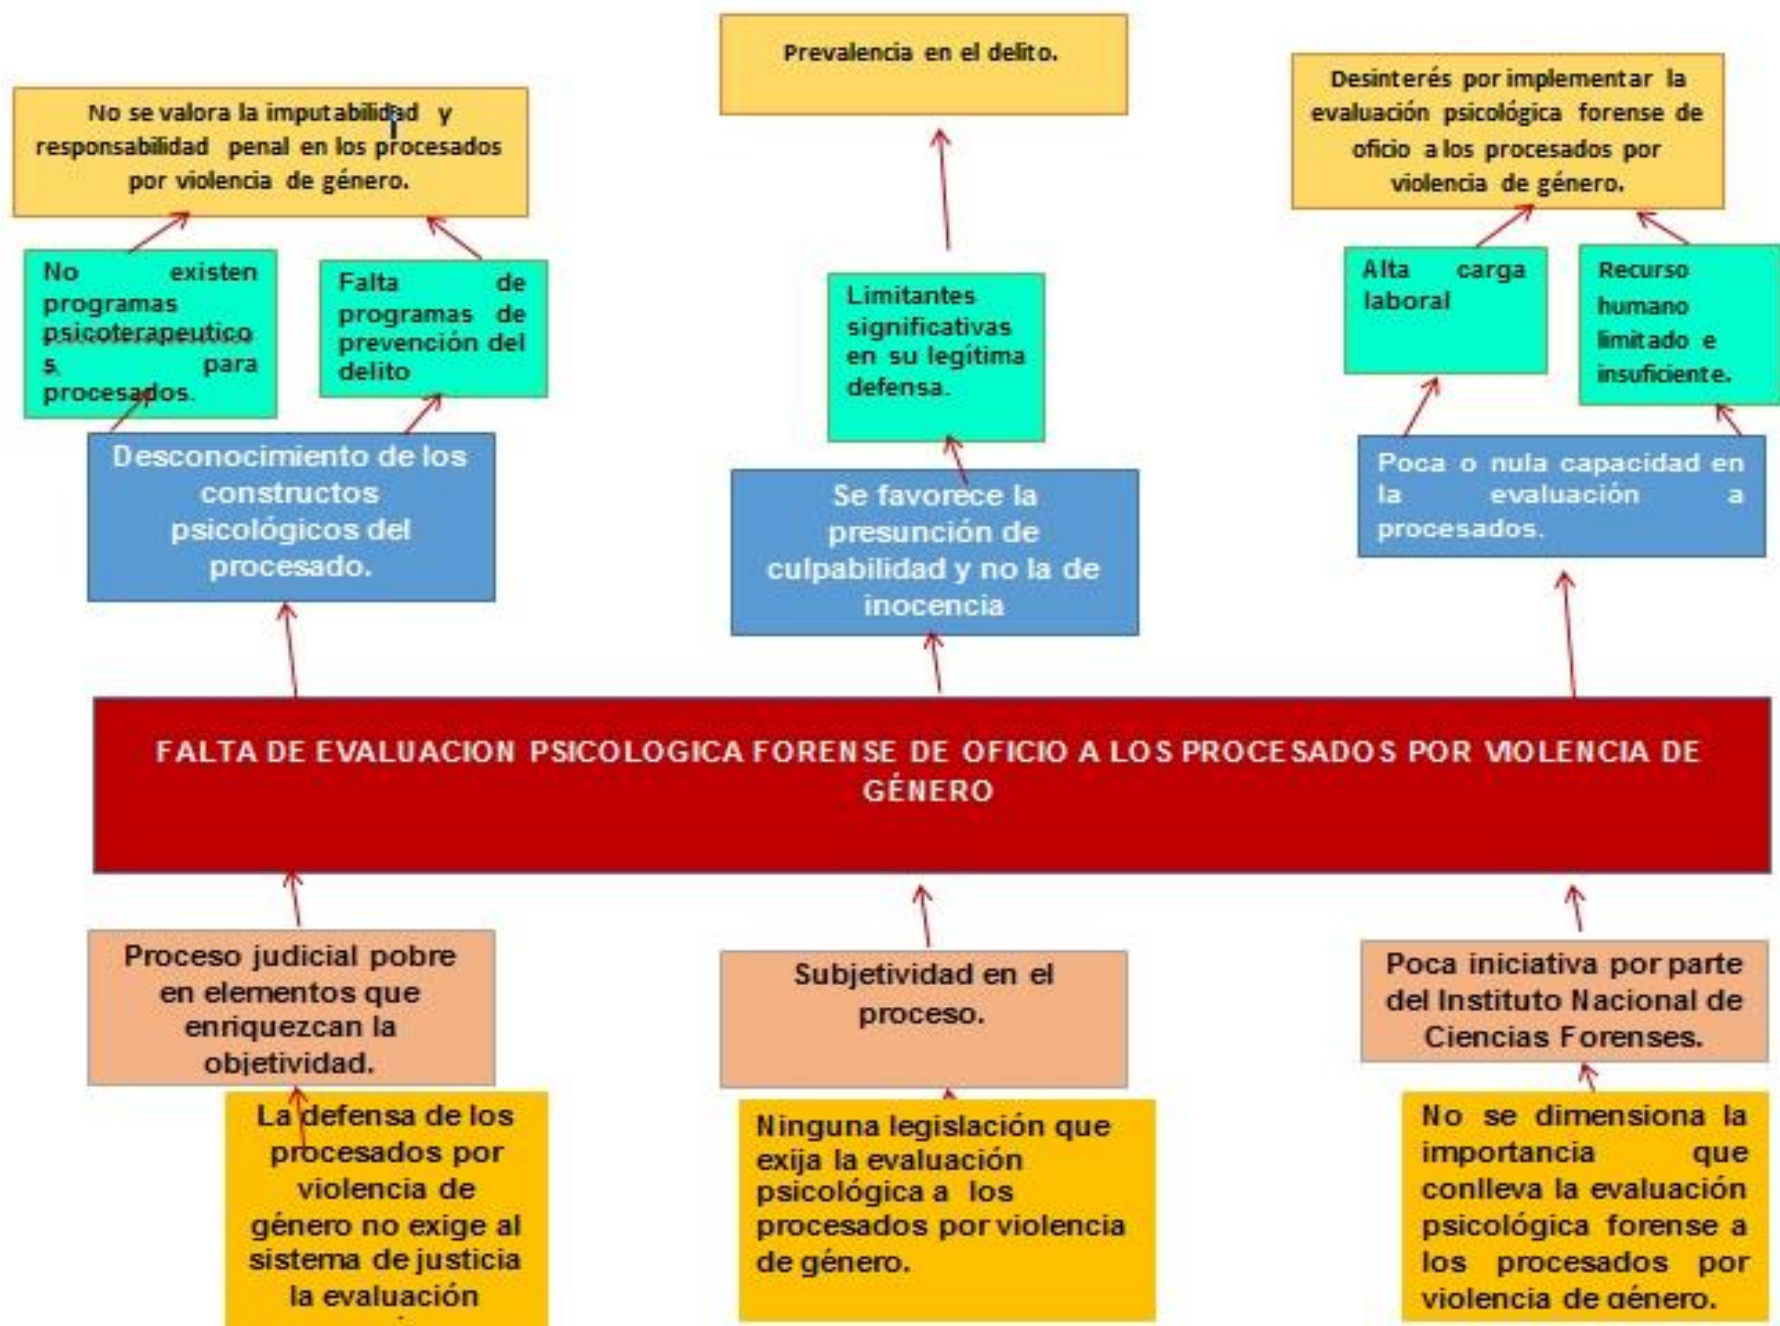 Prevalencia en el delito.
No se valora la imputabilidad y
responsabilidad penal en los procesados
por violencia de género.
Desinterés por implementar la
evaluación psicológica forense de
oficio a los procesados por
violencia de género.
No existen
programas
psicoterapeutico
s para
procesados.
Falta de
programas de
prevención del
delito
Limitantes
significativas
en su legítima
defensa.
Alta carga
laboral
Recurso
humano
limitado e
insuficiente.
Desconocimiento de los
constructos
psicológicos del
procesado.
Se favorece la
presunción de
culpabilidad y no la de
inocencia
Poca o nula capacidad en
la evaluación a
procesados.
FALTA DE EVALUACION PSICOLOGICA FORENSE DE OFICIO A LOS PROCESADOS POR VIOLENCIA DE
GÉNERO
Proceso judicial pobre
en elementos que
enriquezcan la
objetividad.
Subjetividad en el
proceso.
Poca iniciativa por parte
del Instituto Nacional de
Ciencias Forenses.
La defensa de los
procesados por
violencia de
género no exige al
sistema de justicia
la evaluación
Ninguna legislación que
exija la evaluación
psicológica a los
procesados por violencia
de género.
No se dimensiona la
importancia que
conlleva la evaluación
psicológica forense a
los procesados por
violencia de género.